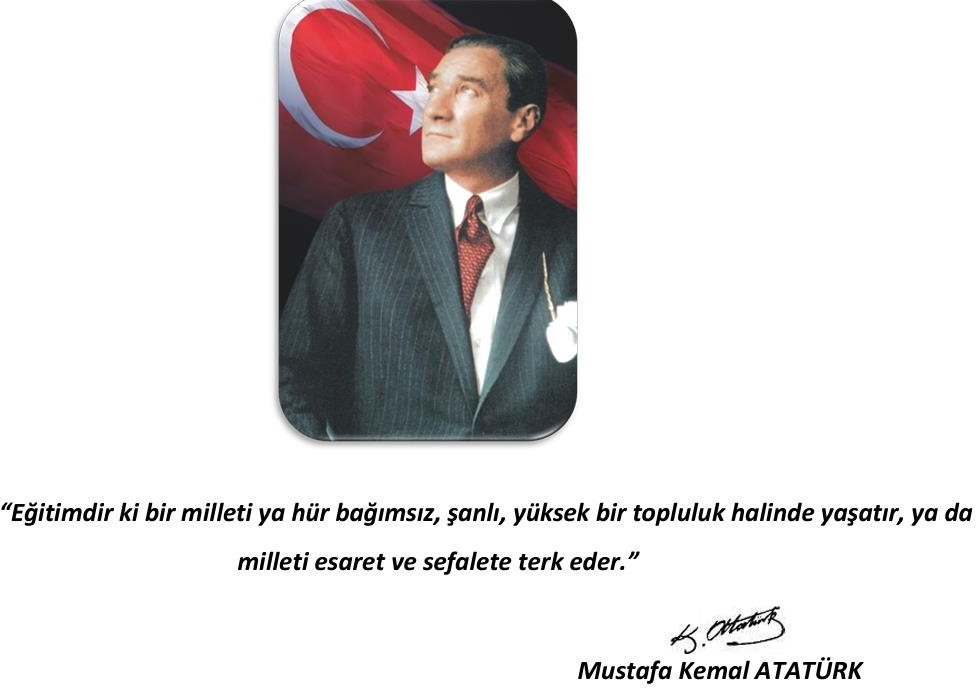 “Eğitimdir ki bir milleti ya hür bağımsız, şanlı, yüksek bir topluluk halinde yaşatır, ya da
milleti esaret ve sefalete terk eder.”
K. Atatürk
Mustafa Kemal ATATÜRK